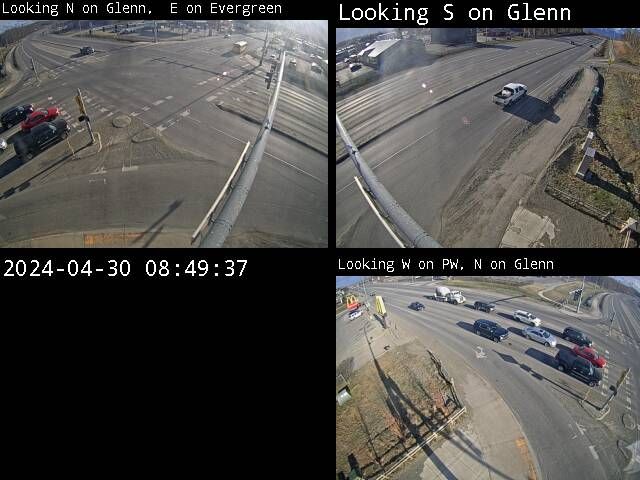 Looking N on Glenn, E on Evergreen
Looking S on Glenn
2024-04-30 08:49:37
Looking W on PW, N on Glenn